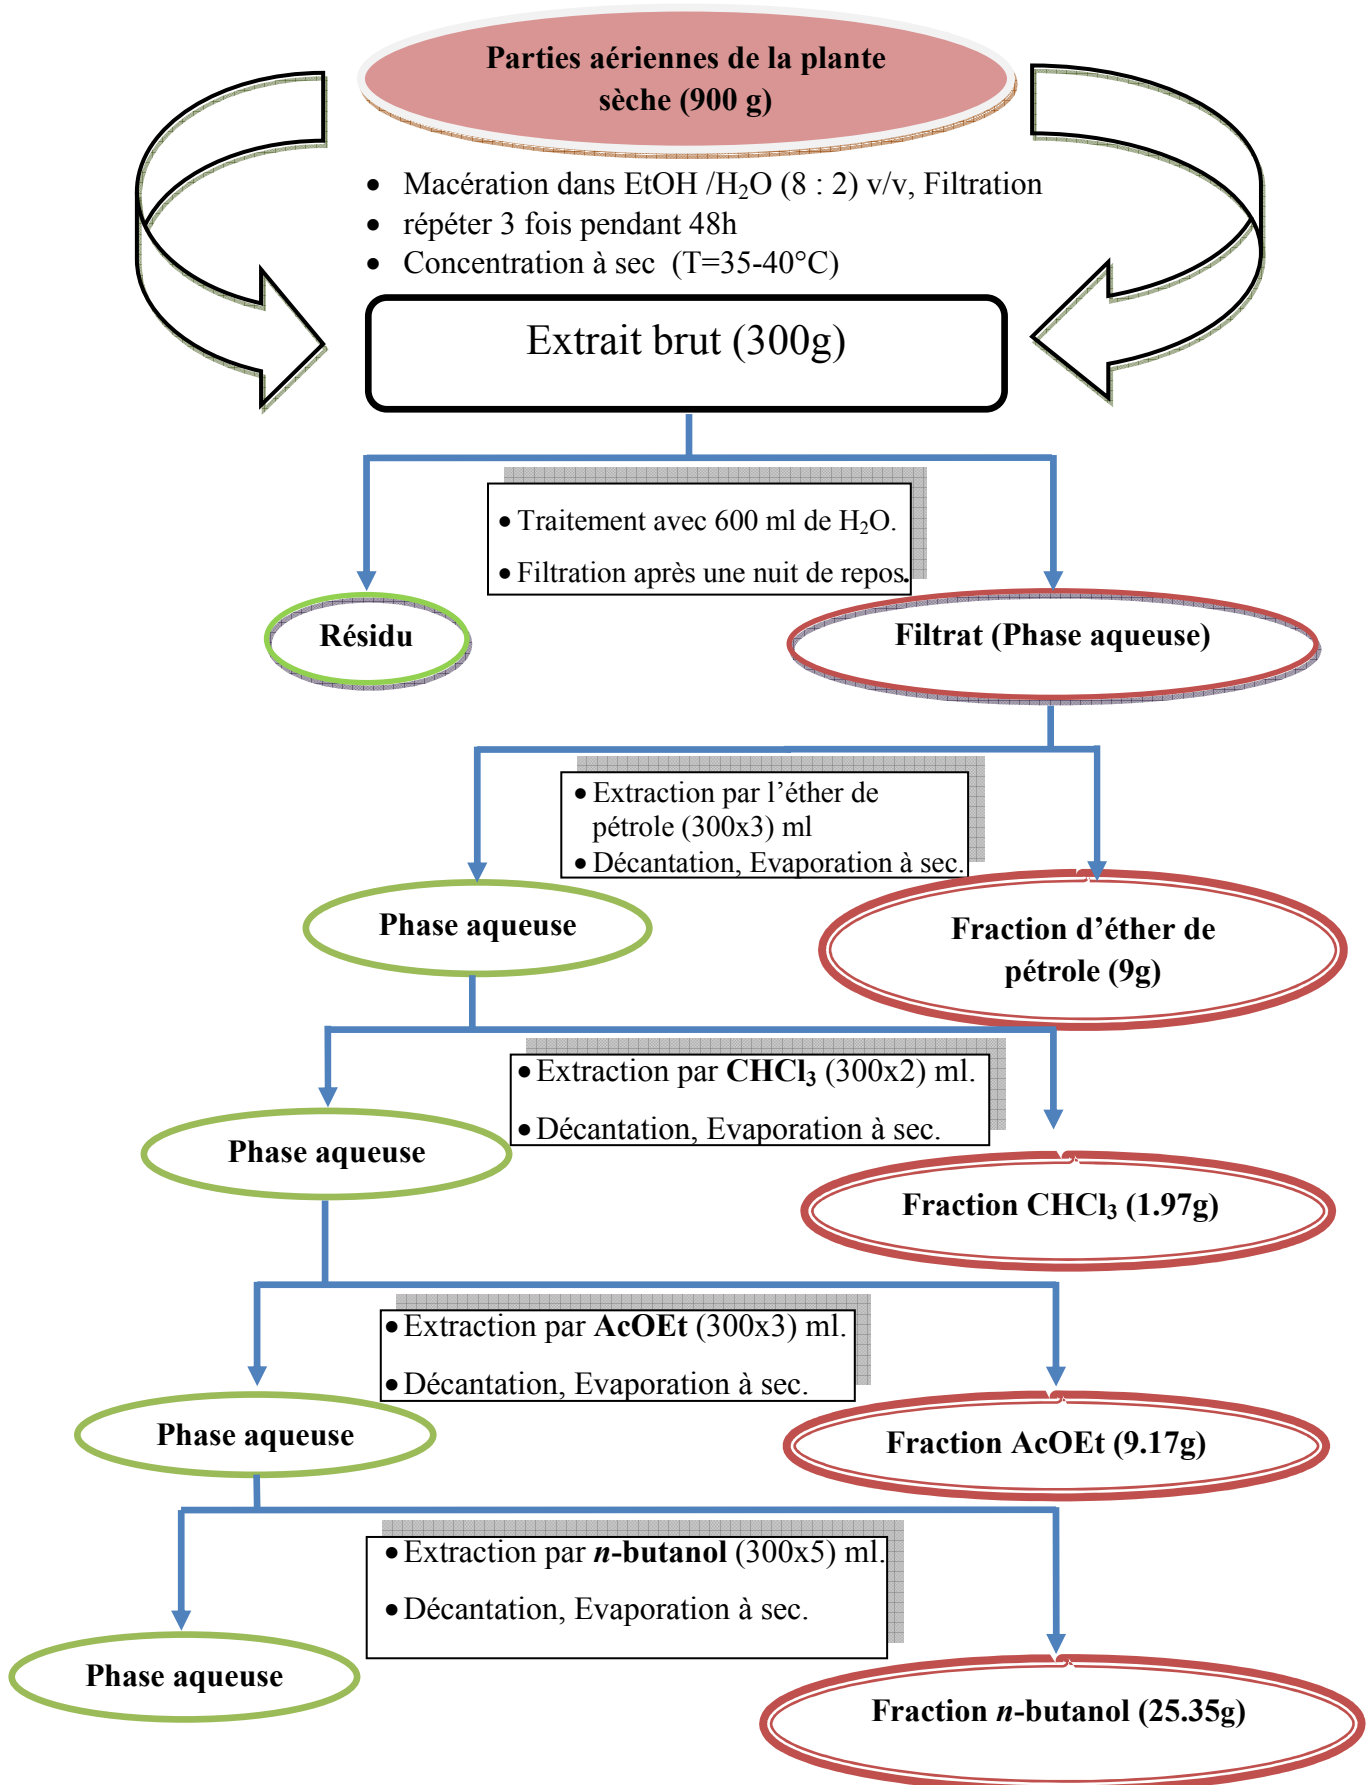 Parties aériennes de la plante
sèche (900 g)
• Macération dans EtOH /H₂O (8 : 2) v/v, Filtration
• répéter 3 fois pendant 48h
• Concentration à sec (T=35-40°C)
Extrait brut (300g)
• Traitement avec 600 ml de H₂O.
• Filtration après une nuit de repos.
Résidu
Filtrat (Phase aqueuse)
• Extraction par l’éther de
pétrole (300x3) ml
• Décantation, Evaporation à sec.
Phase aqueuse
Fraction d’éther de
pétrole (9g)
• Extraction par CHCl₃ (300x2) ml.
• Décantation, Evaporation à sec.
Phase aqueuse
Fraction CHCl₃ (1.97g)
• Extraction par AcOEt (300x3) ml.
• Décantation, Evaporation à sec.
Phase aqueuse
Fraction AcOEt (9.17g)
• Extraction par n-butanol (300x5) ml.
• Décantation, Evaporation à sec.
Phase aqueuse
Fraction n-butanol (25.35g)